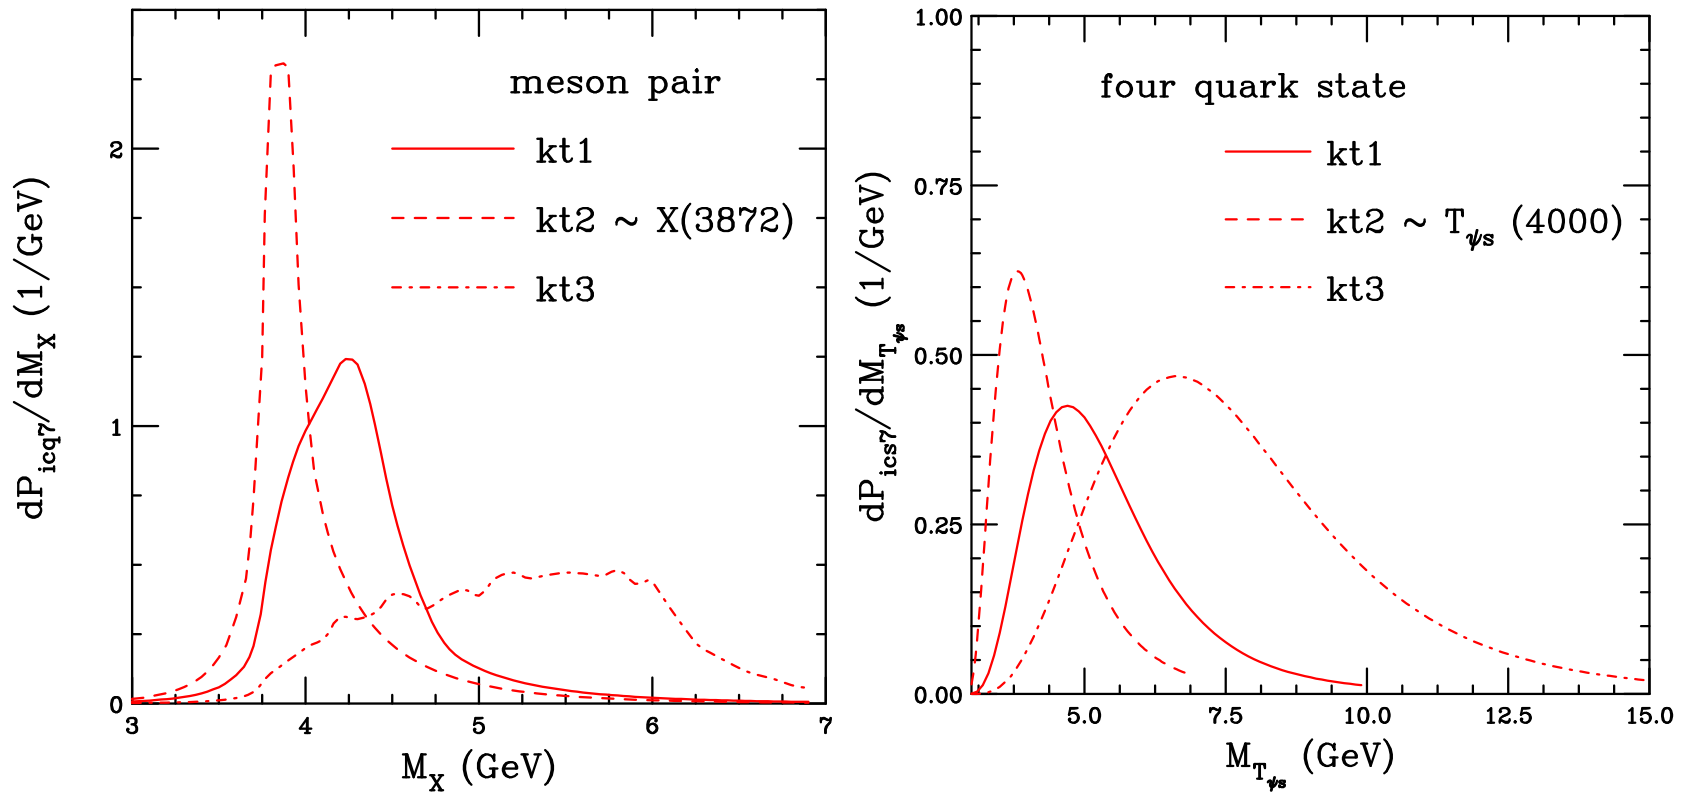 meson pair
kt1
kt2 ~ X(3872)
kt3
2
1
0
3 4 5 6 7
dP_icq7/dM_X (1/GeV)
M_X (GeV)
four quark state
kt1
kt2 ~ T_ψs (4000)
kt3
1.00
0.75
0.50
0.25
0.00
5.0 7.5 10.0 12.5 15.0
dP_ics7/dM_T_ψs (1/GeV)
M_T_ψs (GeV)